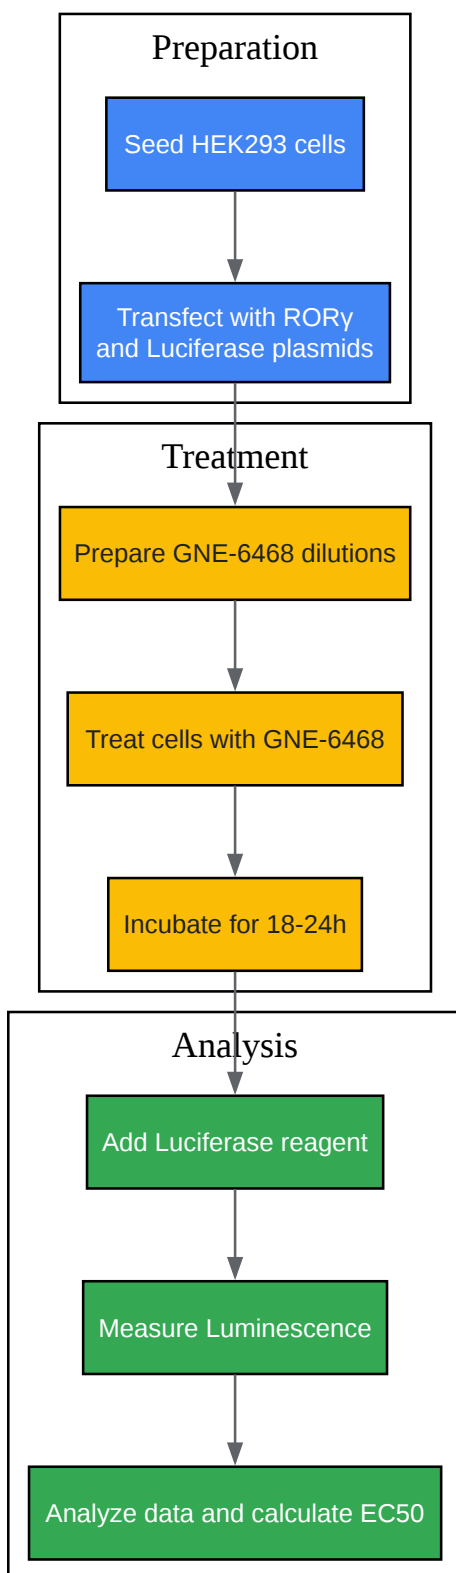 Preparation
Seed HEK293 cells
Transfect with RORγ
and Luciferase plasmids
Treatment
Prepare GNE-6468 dilutions
Treat cells with GNE-6468
Incubate for 18-24h
Analysis
Add Luciferase reagent
Measure Luminescence
Analyze data and calculate EC50